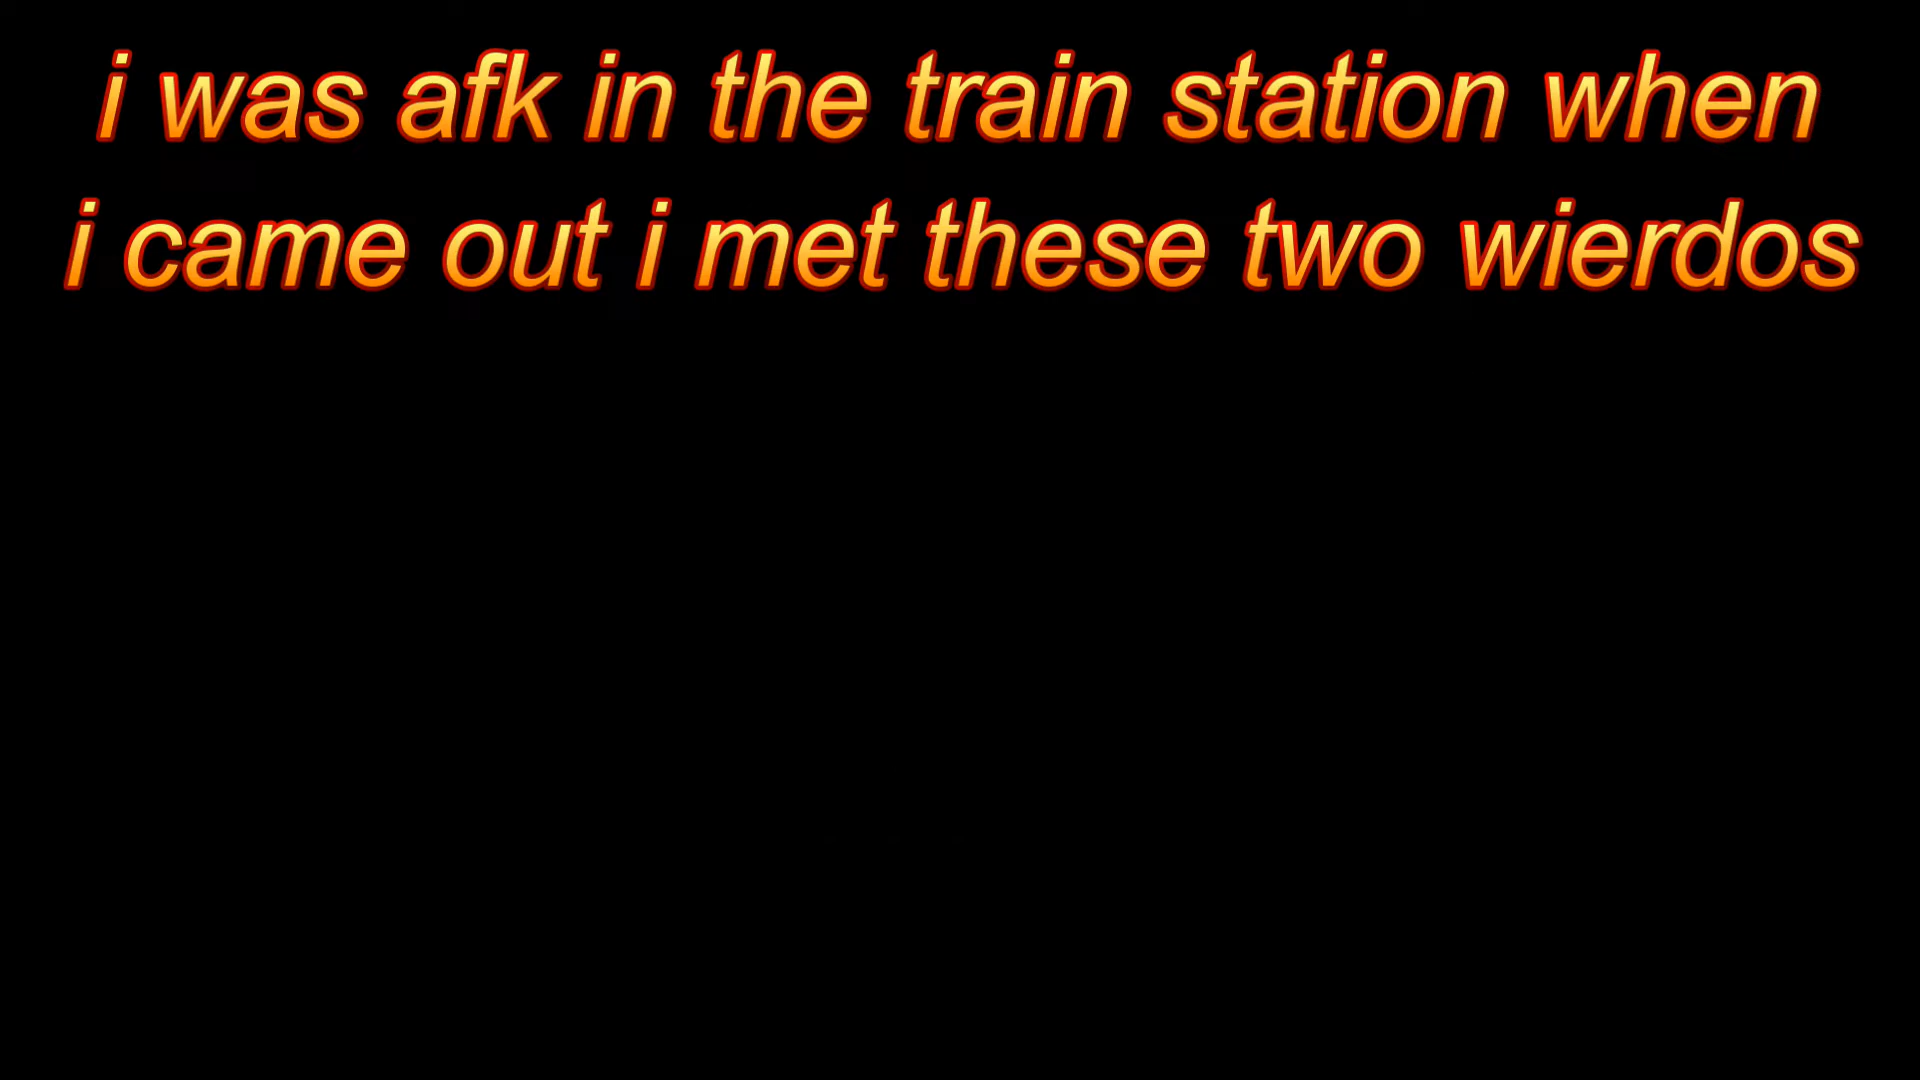 i was afk in the train station when
i came out i met these two wierdos